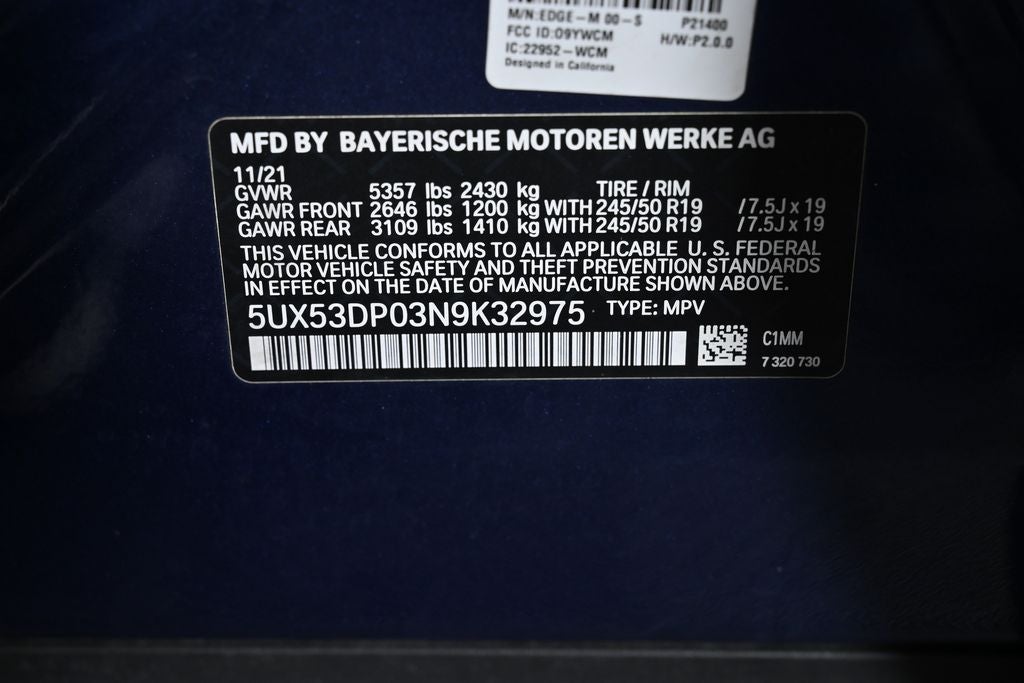 M/N:EDGE-M 00-S P21400
FCC ID:O9YWCM H/W:P2.0.0
IC:22952-WCM
Designed in California
MFD BY BAYERISCHE MOTOREN WERKE AG
11/21
GVWR 5357 lbs 2430 kg TIRE / RIM
GAWR FRONT 2646 lbs 1200 kg WITH 245/50 R19 / 7.5J x 19
GAWR REAR 3109 lbs 1410 kg WITH 245/50 R19 / 7.5J x 19
THIS VEHICLE CONFORMS TO ALL APPLICABLE U. S. FEDERAL
MOTOR VEHICLE SAFETY AND THEFT PREVENTION STANDARDS
IN EFFECT ON THE DATE OF MANUFACTURE SHOWN ABOVE.
5UX53DP03N9K32975 TYPE: MPV
C1MM
7 320 730